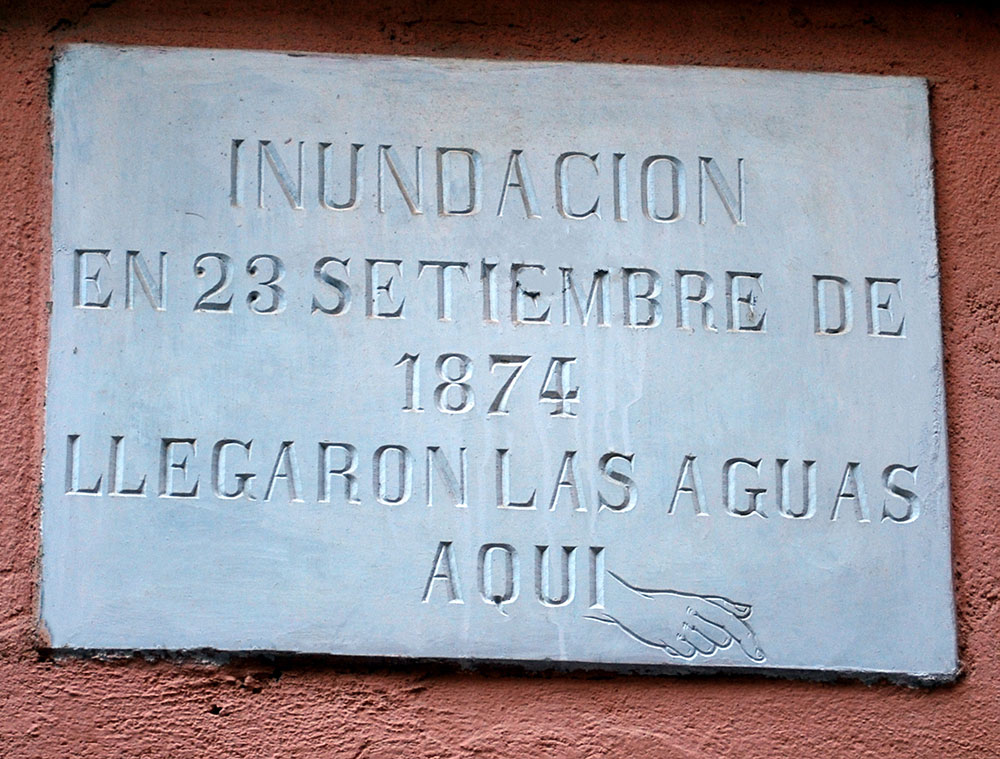 INUNDACION
EN 23 SETIEMBRE DE
1874
LLEGARON LAS AGUAS
AQUI